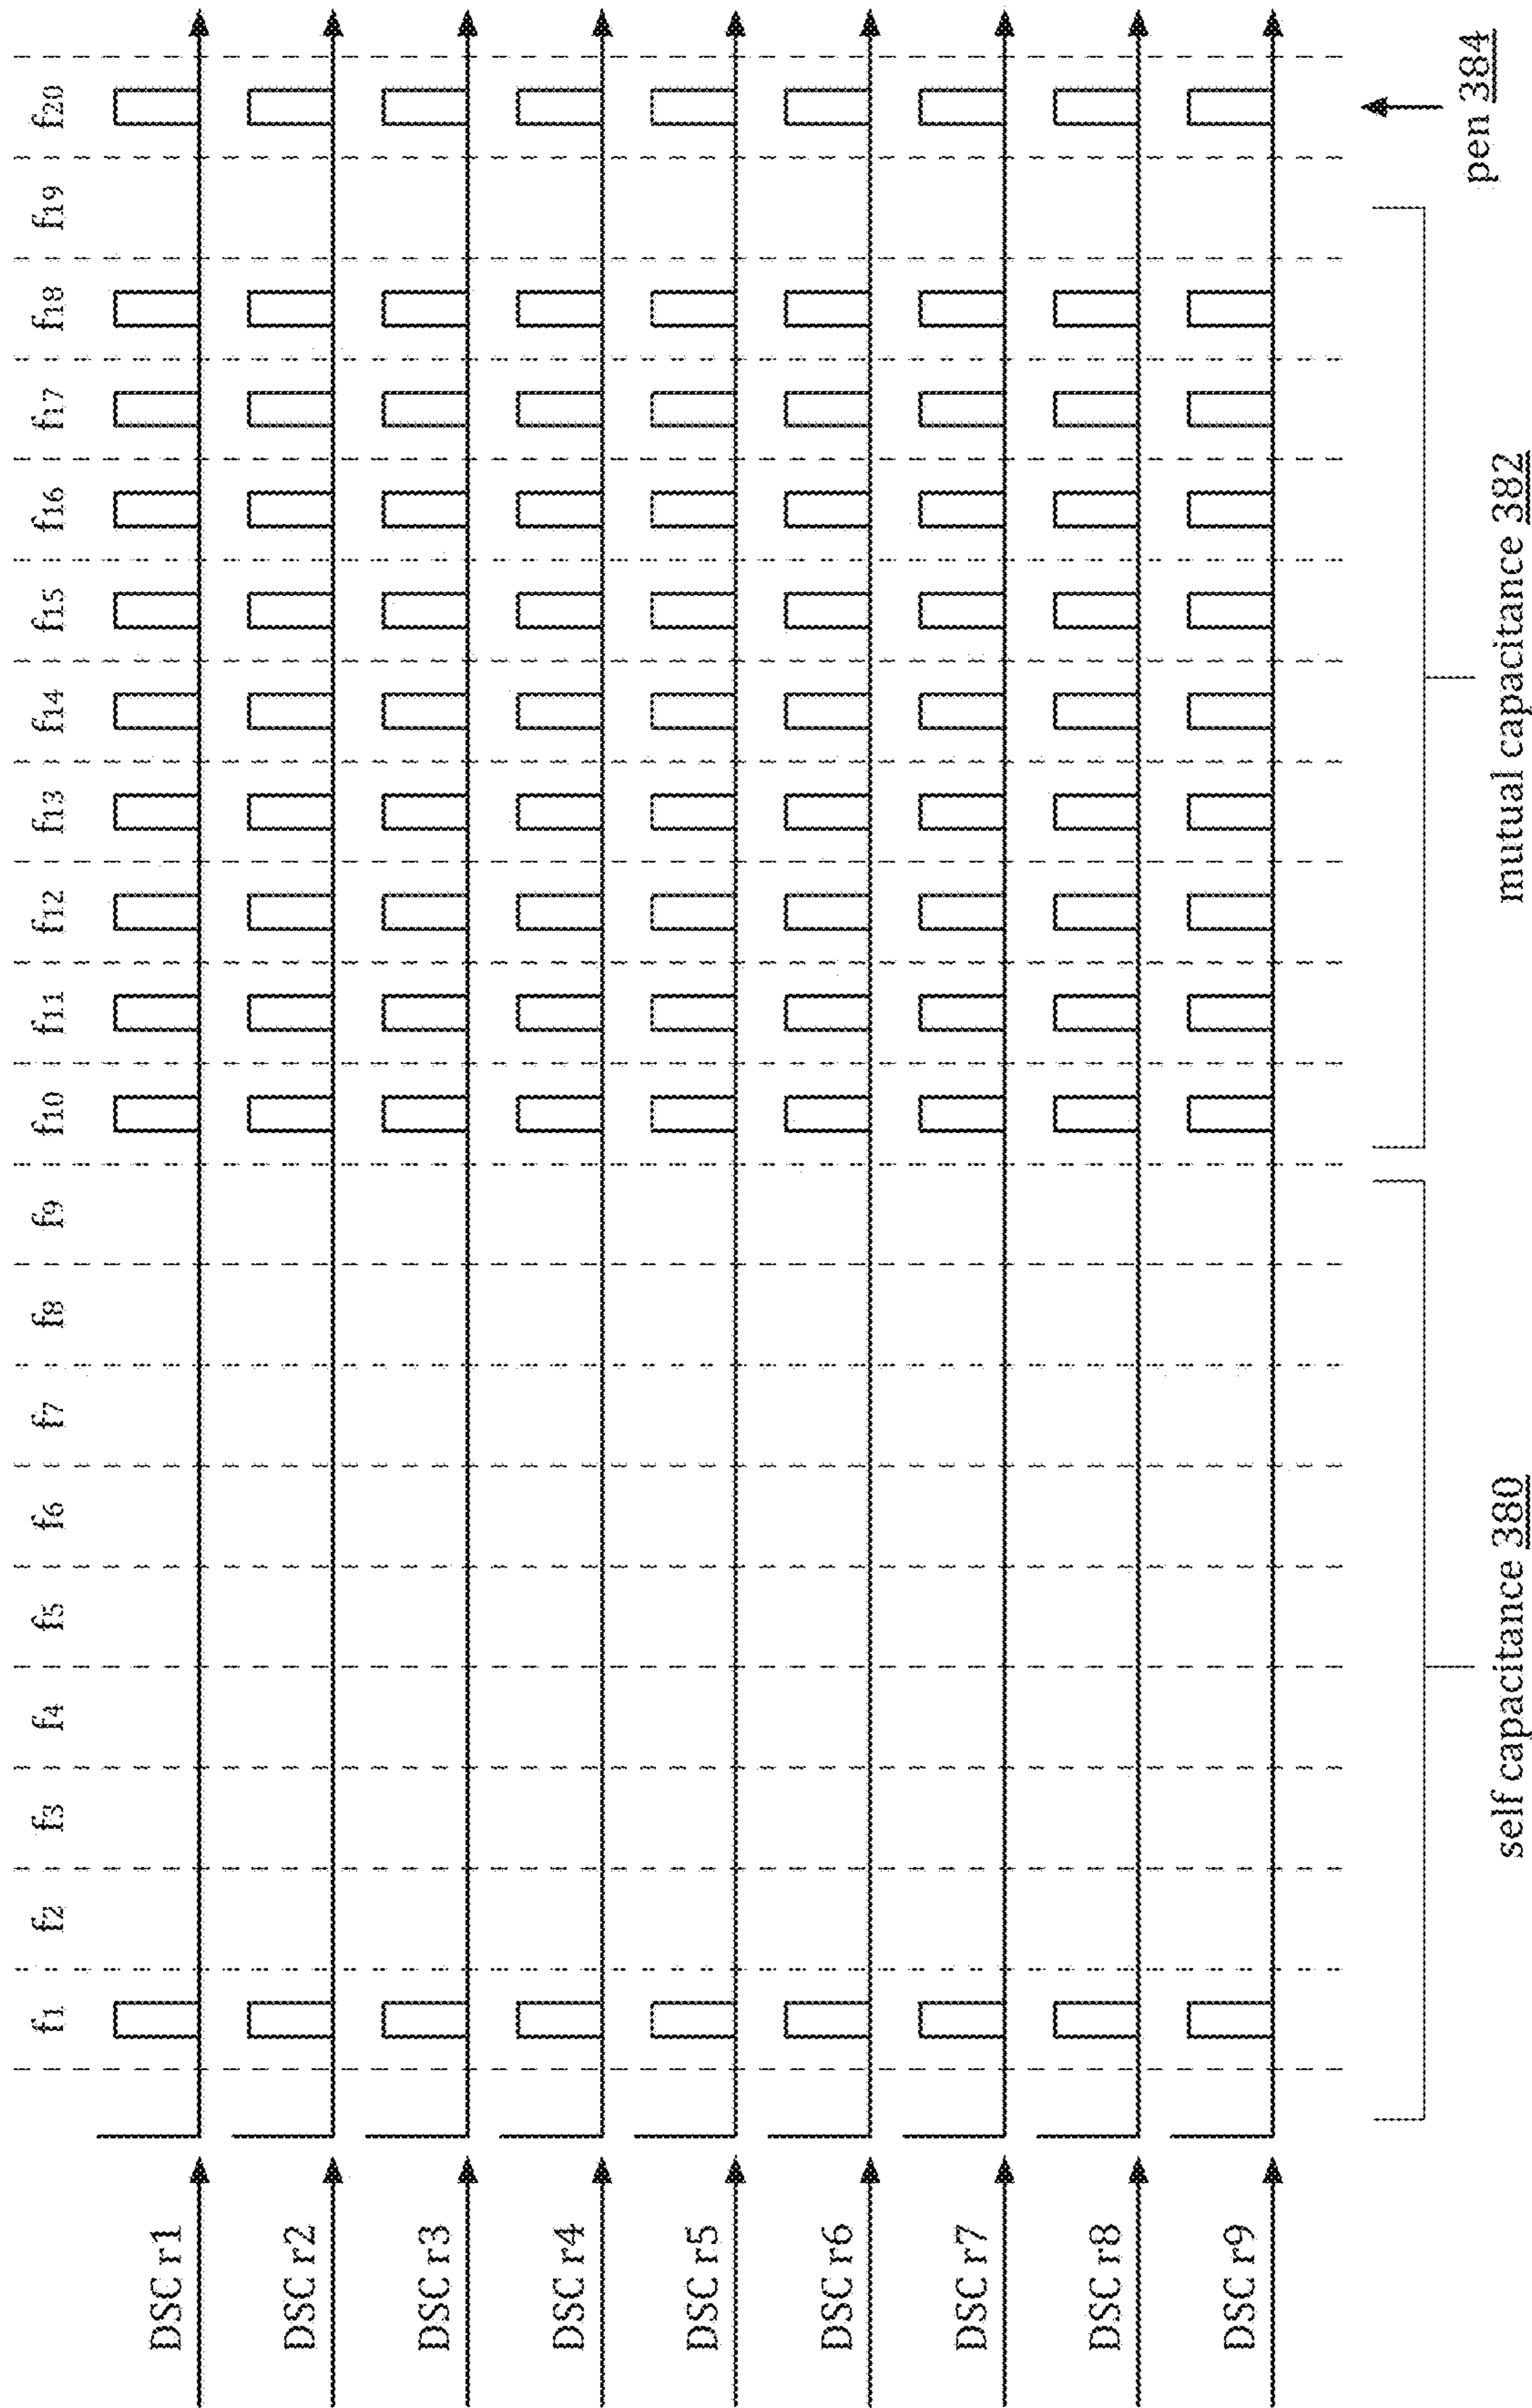 f1 f2 f3 f4 f5 f6 f7 f8 f9 f10 f11 f12 f13 f14 f15 f16 f17 f18 f19 f20
DSC r1
DSC r2
DSC r3
DSC r4
DSC r5
DSC r6
DSC r7
DSC r8
DSC r9
self capacitance 380
mutual capacitance 382
pen 384